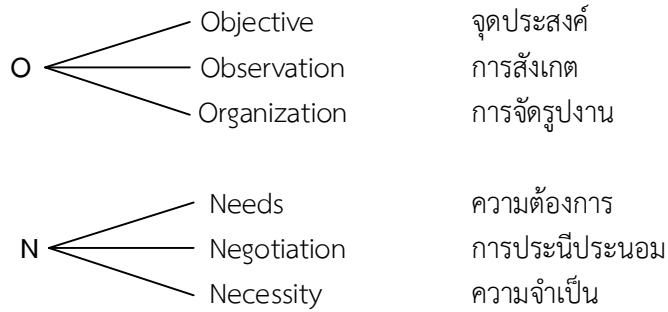 Objective จุดประสงค์
O Observation การสังเกต
Organization การจัดรูปงาน
Needs ความต้องการ
N Negotiation การประนีประนอม
Necessity ความจำเป็น